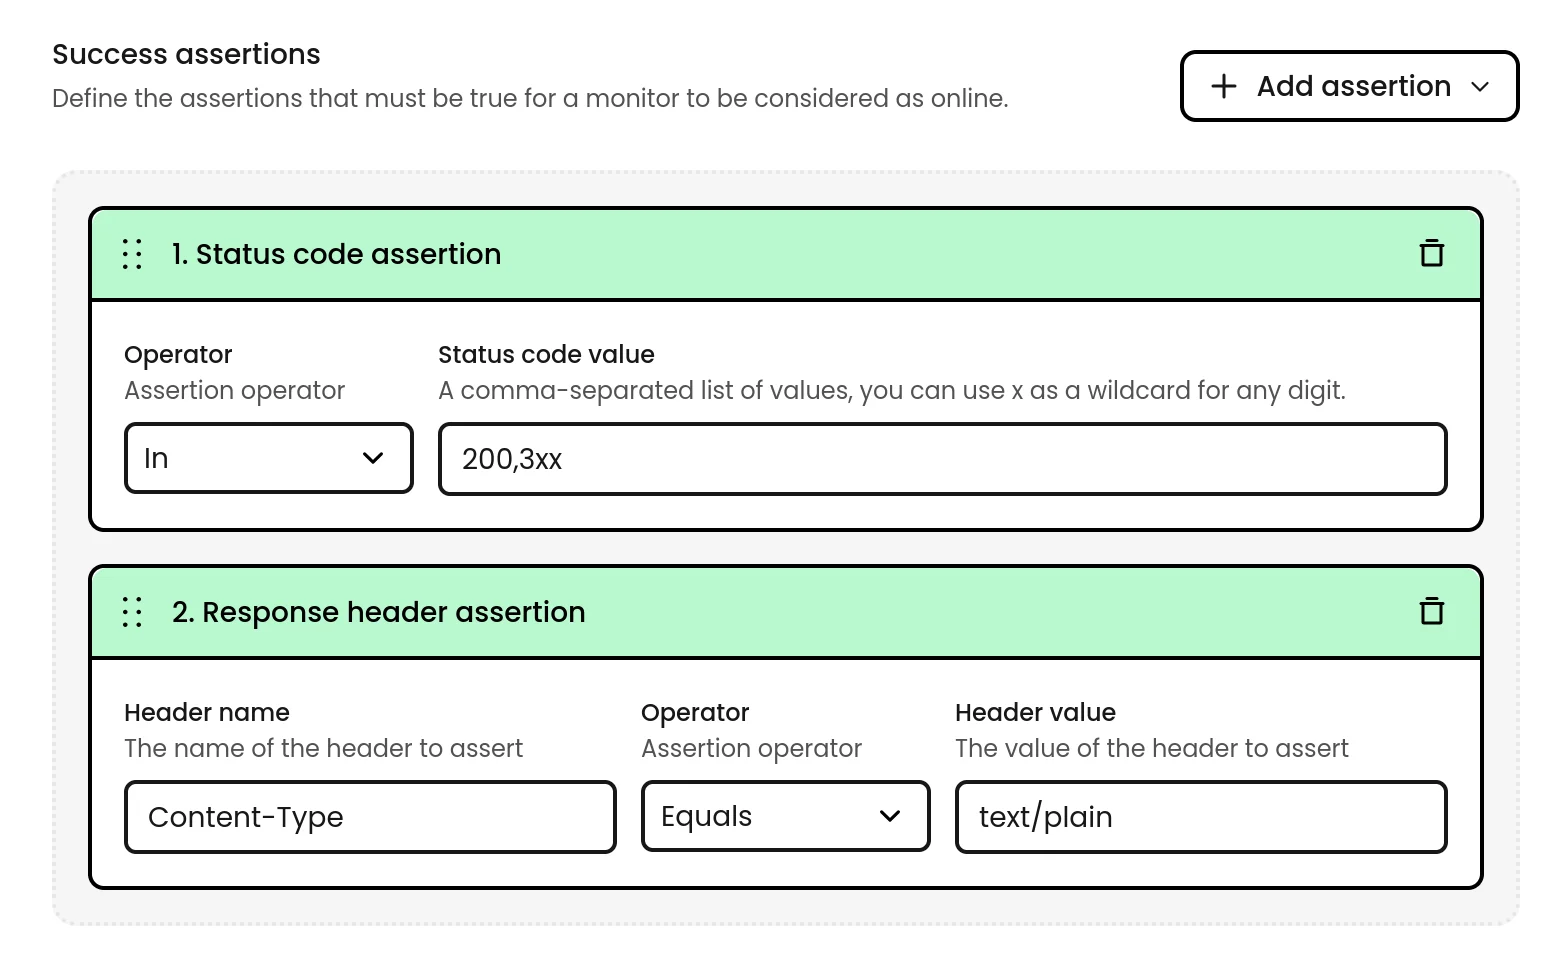 Success assertions
Define the assertions that must be true for a monitor to be considered as online.
Add assertion
1. Status code assertion
Operator
Assertion operator
In
Status code value
A comma-separated list of values, you can use x as a wildcard for any digit.
200,3xx
2. Response header assertion
Header name
The name of the header to assert
Content-Type
Operator
Assertion operator
Equals
Header value
The value of the header to assert
text/plain